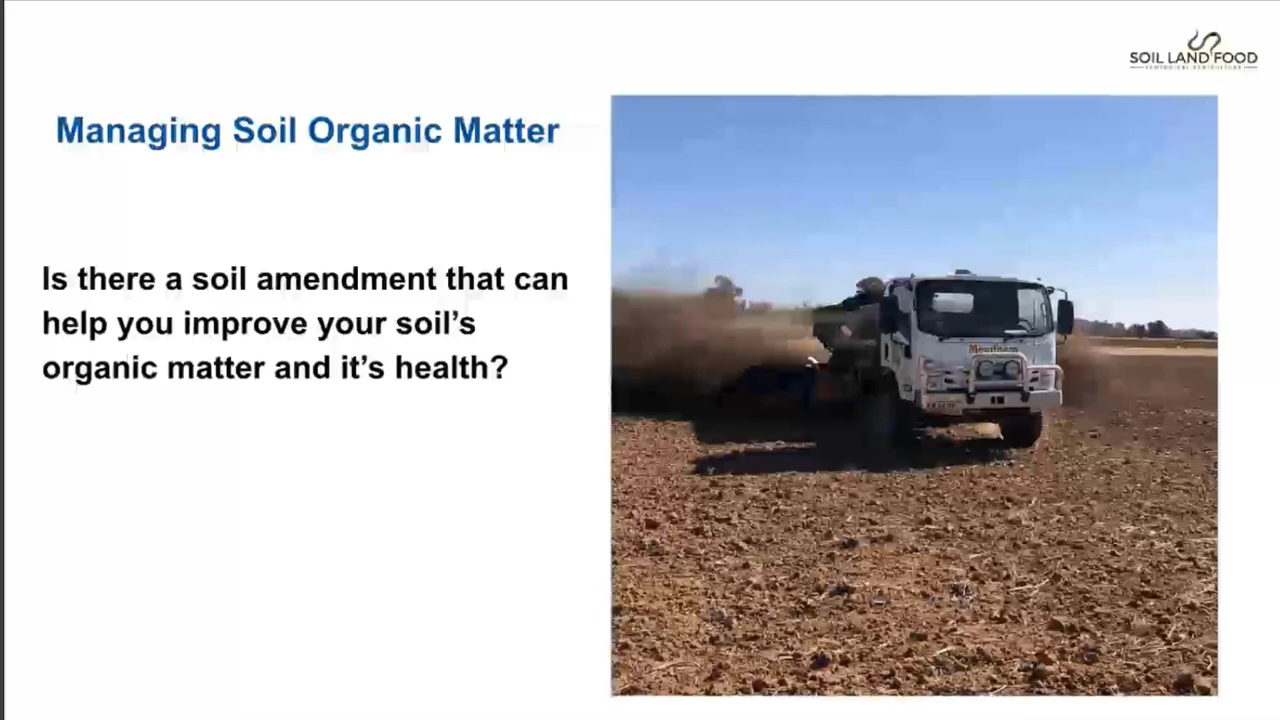 SOIL LAND FOOD
Managing Soil Organic Matter
Is there a soil amendment that can
help you improve your soil’s
organic matter and it’s health?